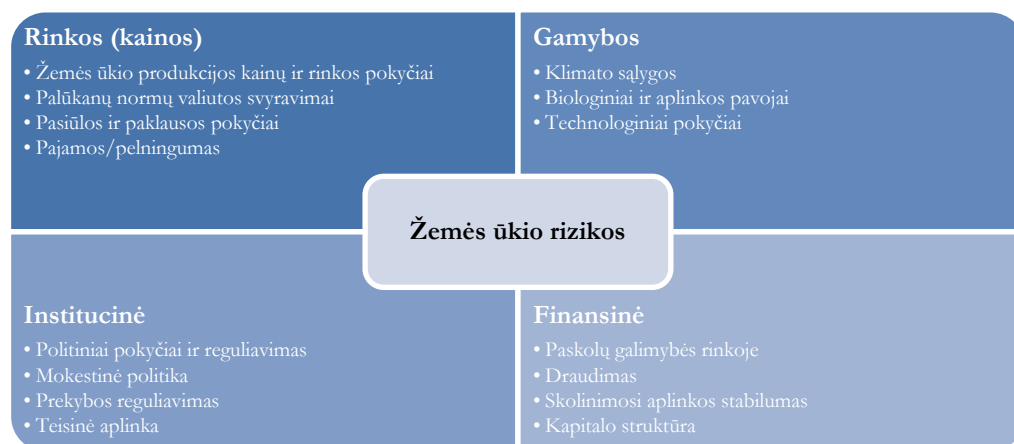 Rinkos (kainos)
• Žemės ūkio produkcijos kainų ir rinkos pokyčiai
• Palūkanų normų valiutos svyravimai
• Pasiūlos ir paklausos pokyčiai
• Pajamos/pelningumas
Gamybos
• Klimato sąlygos
• Biologiniai ir aplinkos pavojai
• Technologiniai pokyčiai
Žemės ūkio rizikos
Institucinė
• Politiniai pokyčiai ir reguliavimas
• Mokestinė politika
• Prekybos reguliavimas
• Teisinė aplinka
Finansinė
• Paskolų galimybės rinkoje
• Draudimas
• Skolinimosi aplinkos stabilumas
• Kapitalo struktūra